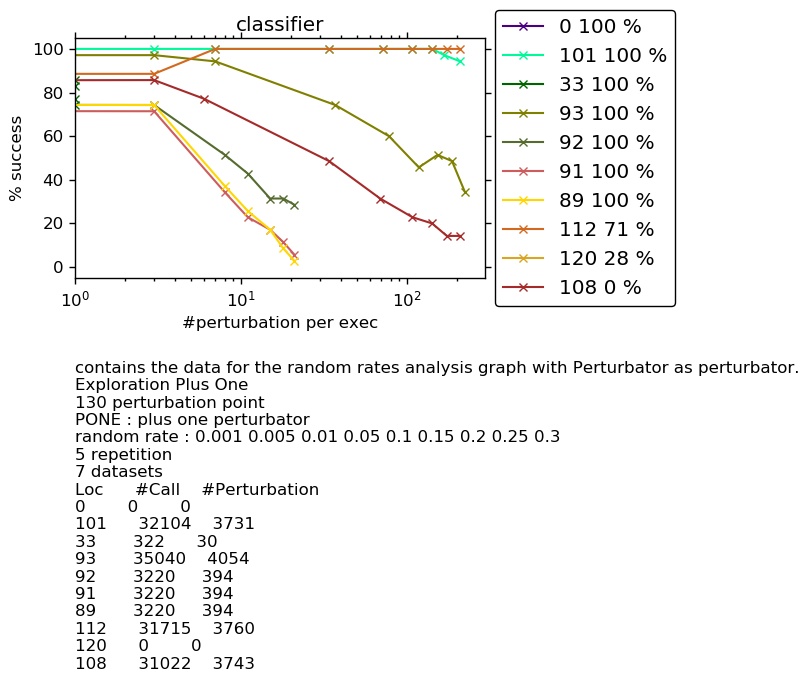 classifier
100
80
60
40
20
0
% success
10^0 10^1 10^2
#perturbation per exec
0 100 %
101 100 %
33 100 %
93 100 %
92 100 %
91 100 %
89 100 %
112 71 %
120 28 %
108 0 %
contains the data for the random rates analysis graph with Perturbator as perturbator.
Exploration Plus One
130 perturbation point
PONE : plus one perturbator
random rate : 0.001 0.005 0.01 0.05 0.1 0.15 0.2 0.25 0.3
5 repetition
7 datasets
Loc #Call #Perturbation
0 0 0
101 32104 3731
33 322 30
93 35040 4054
92 3220 394
91 3220 394
89 3220 394
112 31715 3760
120 0 0
108 31022 3743